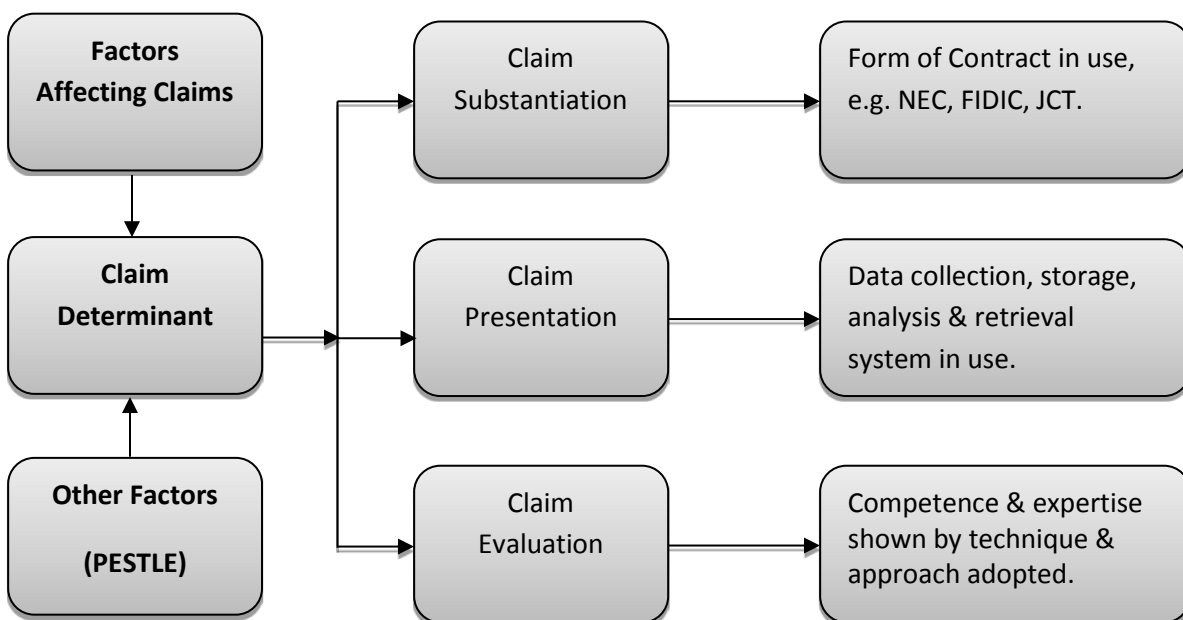 Factors
Affecting Claims
Claim
Substantiation
Form of Contract in use,
e.g. NEC, FIDIC, JCT.
Claim
Determinant
Claim
Presentation
Data collection, storage,
analysis & retrieval
system in use.
Other Factors
(PESTLE)
Claim
Evaluation
Competence & expertise
shown by technique &
approach adopted.